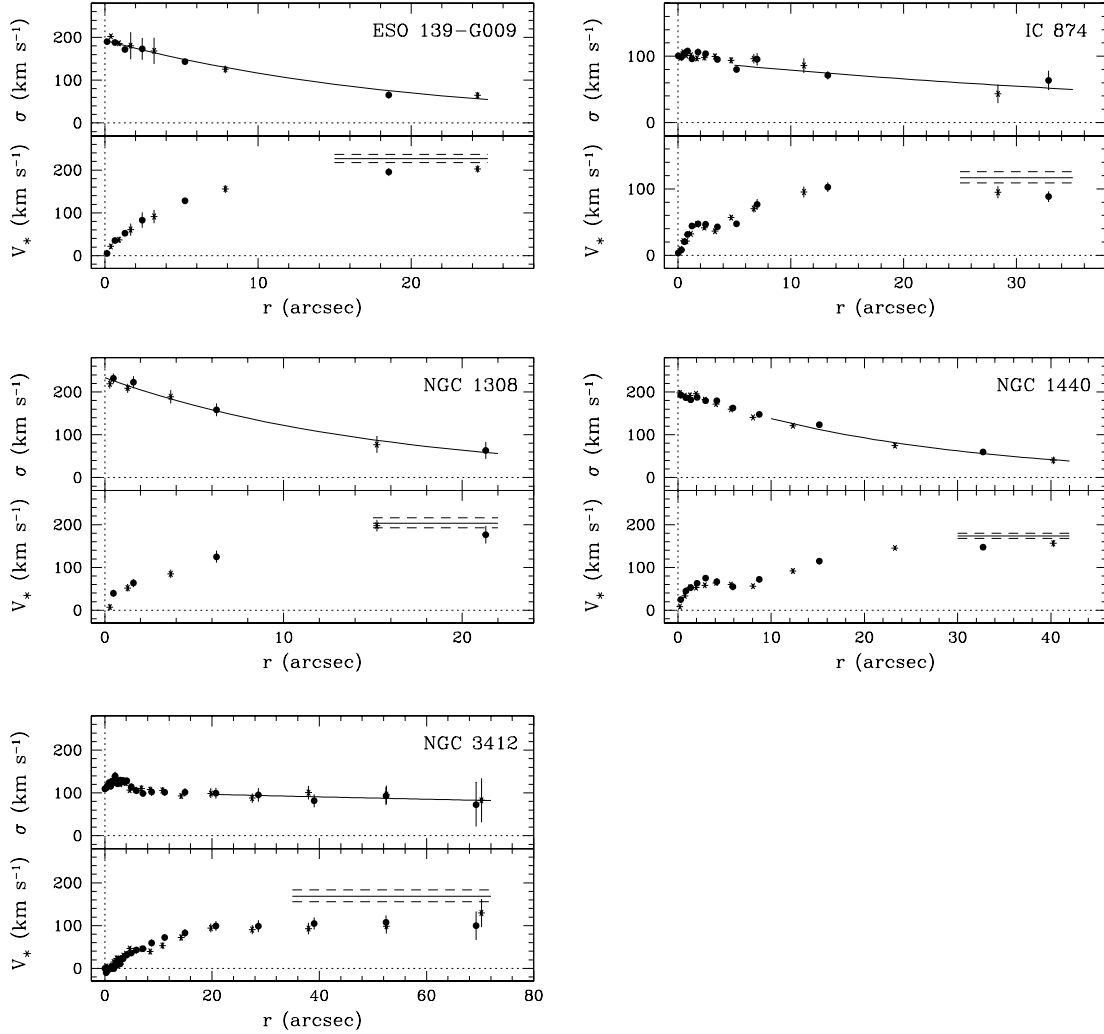 ESO 139-G009
σ (km s⁻¹)
200
100
0
V* (km s⁻¹)
200
100
0
0 10 20
r (arcsec)
IC 874
σ (km s⁻¹)
100
0
V* (km s⁻¹)
100
0
0 10 20 30
r (arcsec)
NGC 1308
σ (km s⁻¹)
200
100
0
V* (km s⁻¹)
200
100
0
0 10 20
r (arcsec)
NGC 1440
σ (km s⁻¹)
200
100
0
V* (km s⁻¹)
200
100
0
0 10 20 30 40
r (arcsec)
NGC 3412
σ (km s⁻¹)
200
100
0
V* (km s⁻¹)
200
100
0
0 20 40 60 80
r (arcsec)